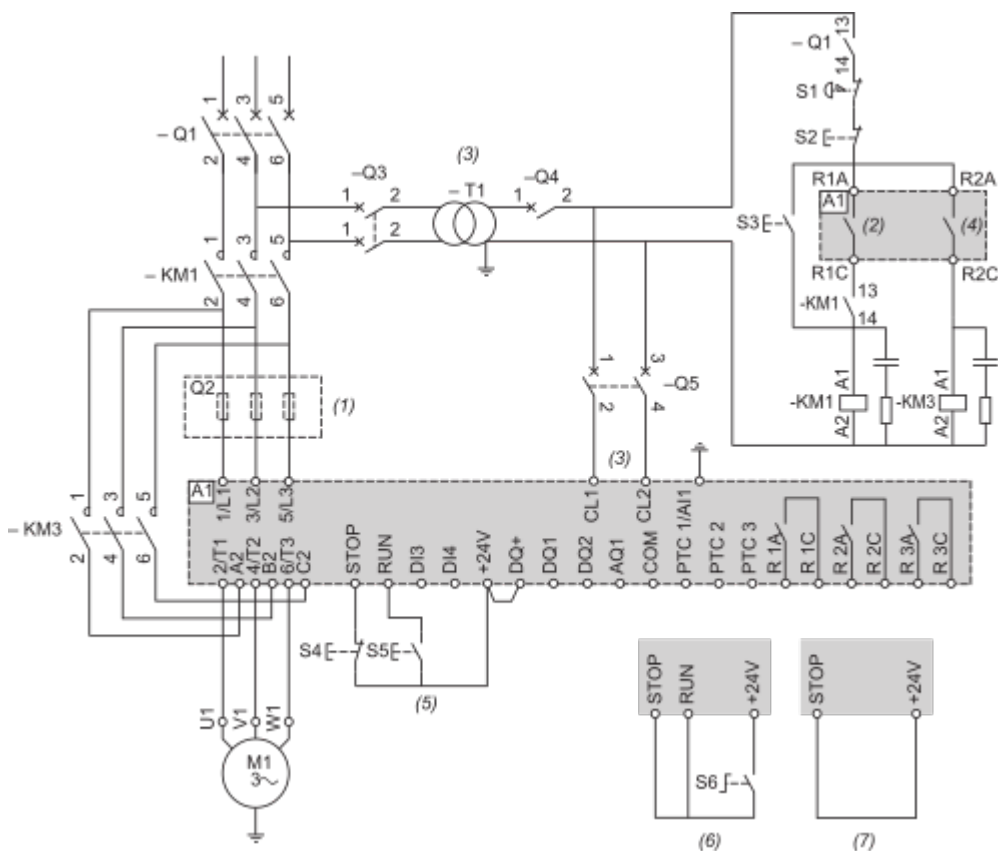 1 3 5
– Q1
2 4 6
–Q3
1 2
1 2
(3)
– T1
–Q4
1 2
1 3 5
– KM1
2 4 6
Q2
(1)
1 3
–Q5
2 4
(3)
13
– Q1
14
S1
S2
R1A R2A
A1
S3
(2) (4)
R1C R2C
-KM1
13
14
A1 A1
-KM1 -KM3
A2 A2
1 3 5
– KM3
2 4 6
A1
1/L1 3/L2 5/L3 CL1 CL2
2/T1 A2 4/T2 B2 6/T3 C2 STOP RUN DI3 DI4 +24V DQ+ DQ1 DQ2 AQ1 COM PTC 1/AI1 PTC 2 PTC 3 R 1A R 1C R 2A R 2C R 3A R 3C
S4 S5
(5)
U1 V1 W1
M1
3~
STOP RUN +24V
S6
(6)
STOP +24V
(7)